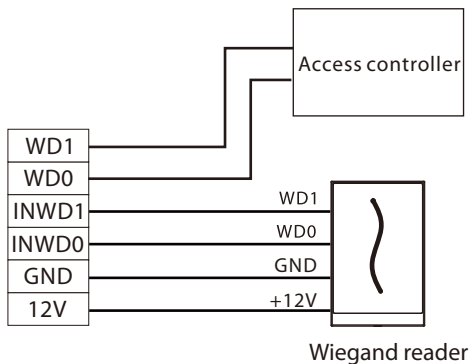 Access controller
WD1
WD0
INWD1
INWD0
GND
12V
WD1
WD0
GND
+12V
Wiegand reader